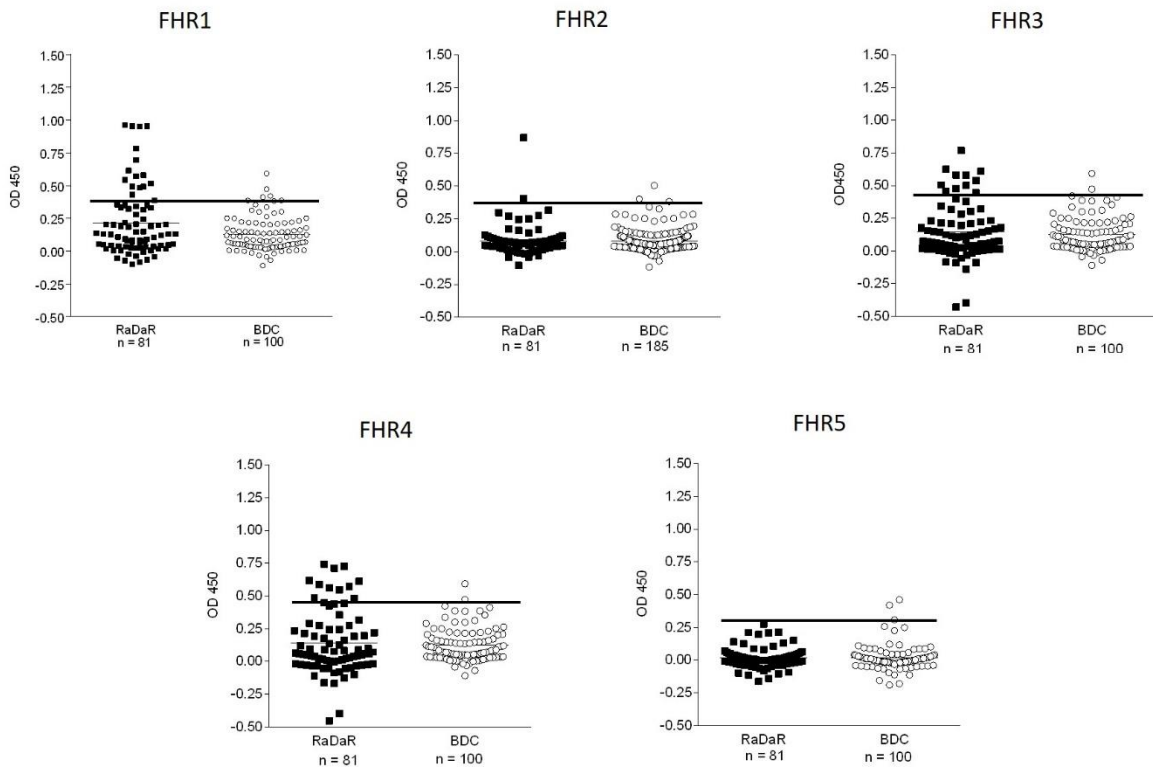 FHR1
1.50
1.25
1.00
0.75
0.50
0.25
0.00
-0.25
-0.50
OD 450
RaDaR
n = 81
BDC
n = 100
FHR2
1.50
1.25
1.00
0.75
0.50
0.25
0.00
-0.25
-0.50
OD 450
RaDaR
n = 81
BDC
n = 185
FHR3
1.50
1.25
1.00
0.75
0.50
0.25
0.00
-0.25
-0.50
OD450
RaDaR
n = 81
BDC
n = 100
FHR4
1.50
1.25
1.00
0.75
0.50
0.25
0.00
-0.25
-0.50
OD 450
RaDaR
n = 81
BDC
n = 100
FHR5
1.50
1.25
1.00
0.75
0.50
0.25
0.00
-0.25
-0.50
OD 450
RaDaR
n = 81
BDC
n = 100